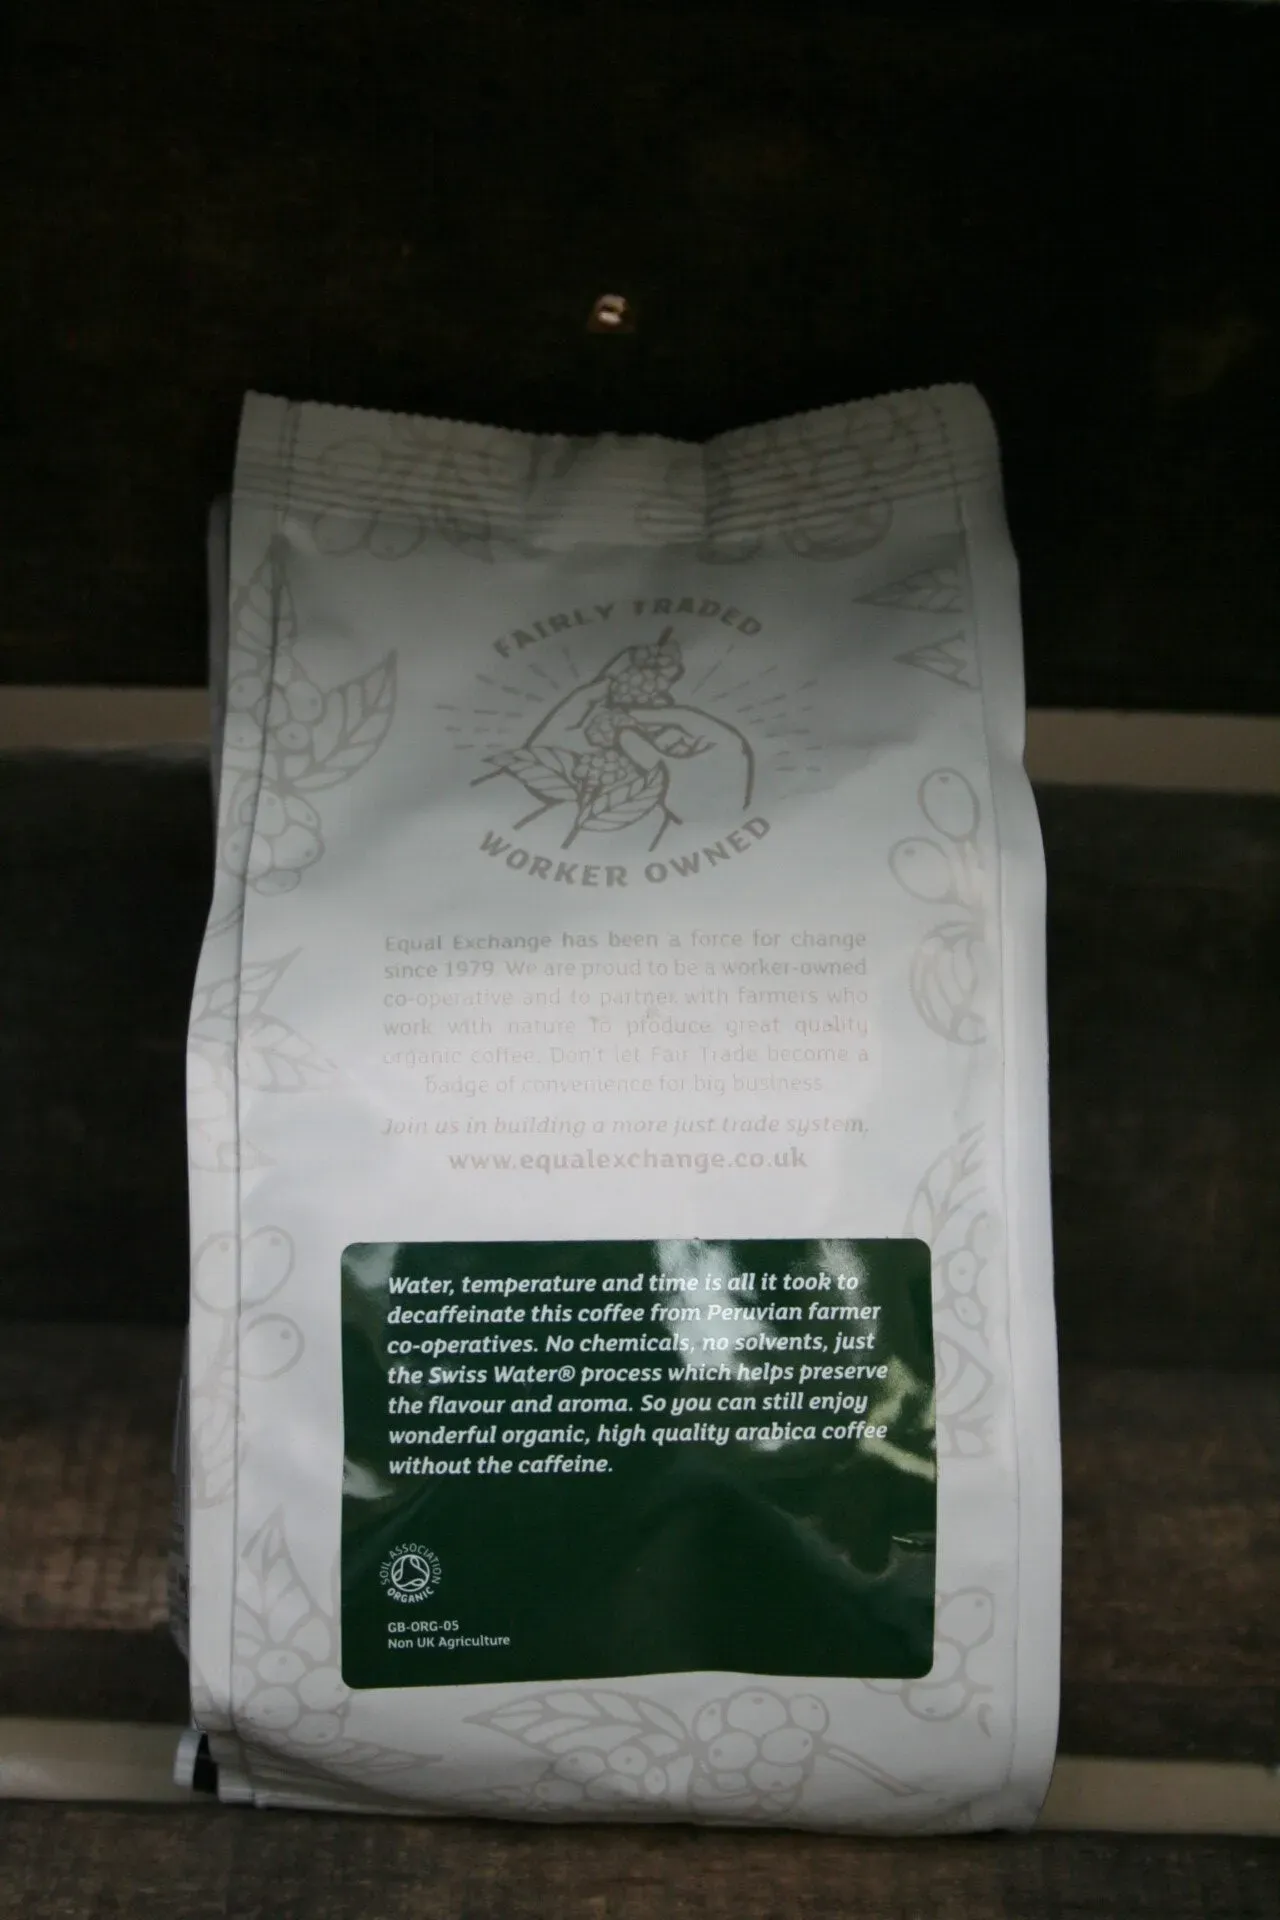 FAIRLY TRADED
WORKER OWNED
Equal Exchange has been a force for change
since 1979. We are proud to be a worker-owned
co-operative and to partner with farmers who
work with nature to produce great quality
organic coffee. Don't let Fair Trade become a
badge of convenience for big business.
Join us in building a more just trade system.
www.equalexchange.co.uk
Water, temperature and time is all it took to
decaffeinate this coffee from Peruvian farmer
co-operatives. No chemicals, no solvents, just
the Swiss Water® process which helps preserve
the flavour and aroma. So you can still enjoy
wonderful organic, high quality arabica coffee
without the caffeine.
SOIL ASSOCIATION
ORGANIC
GB-ORG-05
Non UK Agriculture